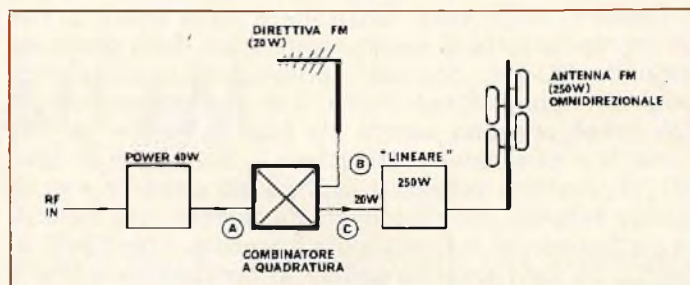 DIRETTIVA FM
(20W)
ANTENNA FM
(250W)
OMNIDIREZIONALE
POWER 40W
B
"LINEARE"
250W
RF
IN
20W
A
C
COMBINATORE
A QUADRATURA